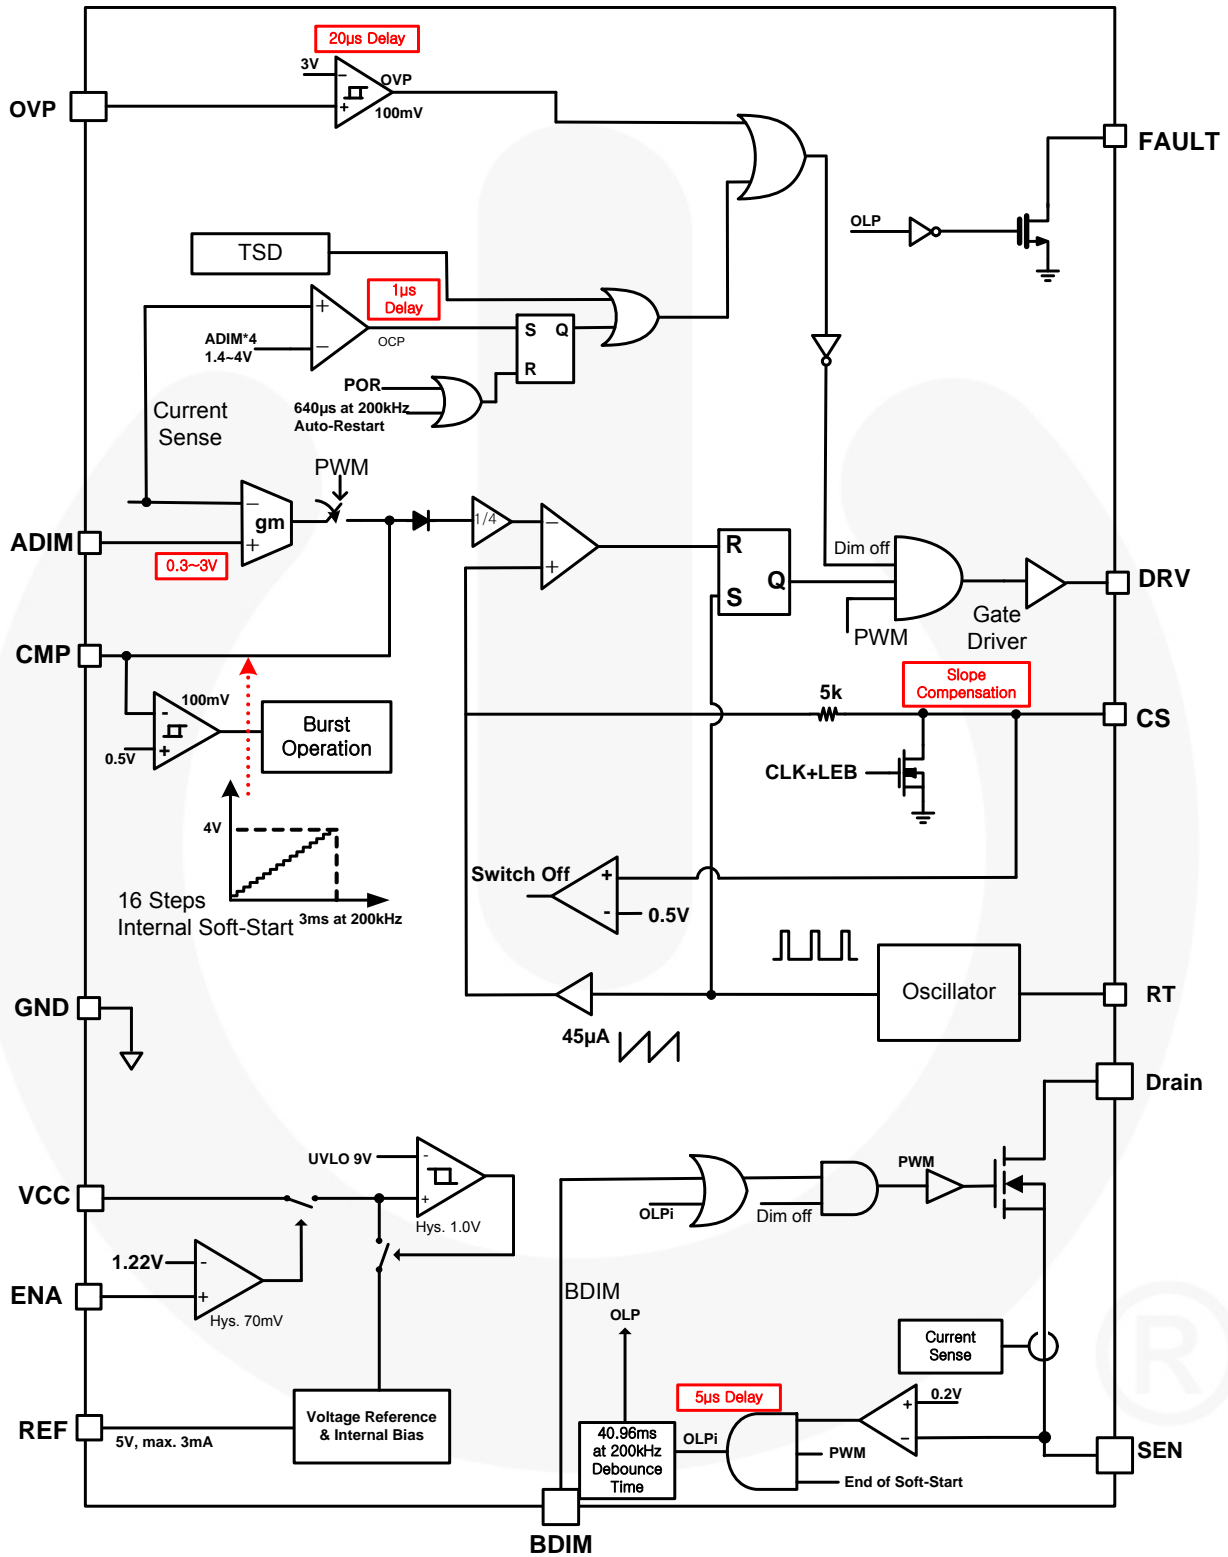 20µs Delay
3V
−
OVP
+
100mV
OVP
FAULT
OLP
TSD
1µs
Delay
+
ADIM*4
1.4~4V
−
OCP
S
Q
R
POR
640µs at 200kHz
Auto-Restart
Current
Sense
PWM
−
gm
+
ADIM
0.3~3V
1/4
−
+
R
Q
S
Dim off
PWM
Gate
Driver
DRV
CMP
100mV
-
0.5V
+
Burst
Operation
Slope
Compensation
5k
CS
CLK+LEB
4V
16 Steps
Internal Soft-Start
3ms at 200kHz
Switch Off
+
-
0.5V
GND
Oscillator
RT
45µA
Drain
UVLO 9V
-
+
Hys. 1.0V
VCC
OLPi
Dim off
PWM
1.22V
-
+
ENA
Hys. 70mV
BDIM
OLP
Current
Sense
REF
5V, max. 3mA
Voltage Reference
& Internal Bias
5µs Delay
40.96ms
at 200kHz
Debounce
Time
OLPi
+
0.2V
−
PWM
End of Soft-Start
SEN
BDIM
®